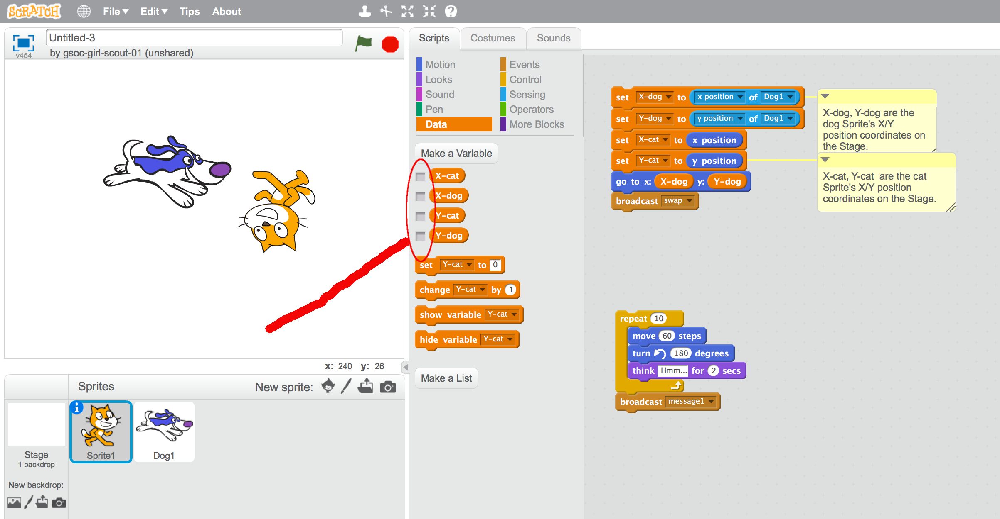 SCRATCH
File Edit Tips About
v454
Untitled-3
by gsoc-girl-scout-01 (unshared)
x: 240 y: 26
Sprites
New sprite:
Stage
1 backdrop
New backdrop:
Sprite1
Dog1
Scripts
Costumes
Sounds
Motion
Looks
Sound
Pen
Data
Events
Control
Sensing
Operators
More Blocks
Make a Variable
X-cat
X-dog
Y-cat
Y-dog
set Y-cat to 0
change Y-cat by 1
show variable Y-cat
hide variable Y-cat
Make a List
set X-dog to x position of Dog1
set Y-dog to y position of Dog1
set X-cat to x position
set Y-cat to y position
go to x: X-dog y: Y-dog
broadcast swap
X-dog, Y-dog are the
dog Sprite's X/Y
position coordinates on
the Stage.
X-cat, Y-cat are the cat
Sprite's X/Y position
coordinates on the Stage.
repeat 10
move 60 steps
turn 180 degrees
think Hmm... for 2 secs
broadcast message1